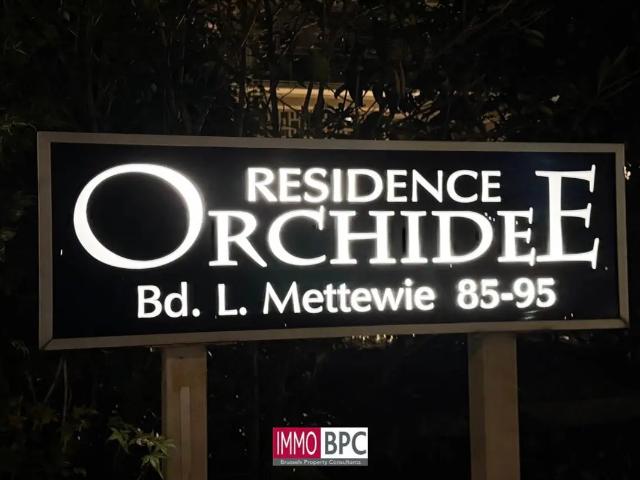 RESIDENCE
ORCHIDEE
Bd. L. Mettewie 85-95
IMMO BPC
Brussels Property Consultants